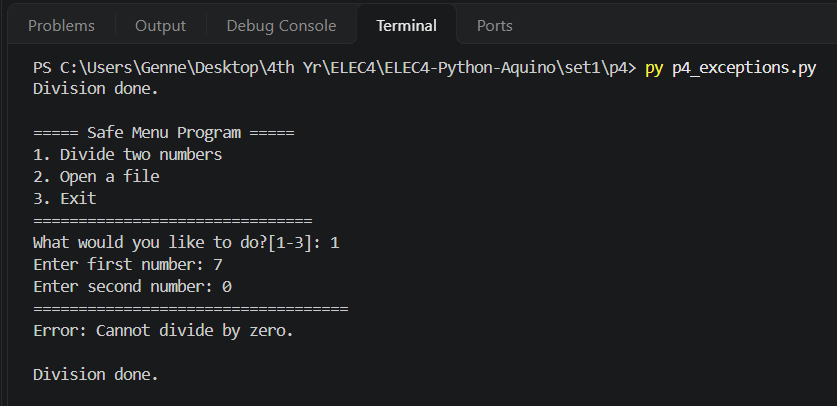 Problems Output Debug Console Terminal Ports
PS C:\Users\Genne\Desktop\4th Yr\ELEC4\ELEC4-Python-Aquino\set1\p4> py p4_exceptions.py
Division done.
===== Safe Menu Program =====
1. Divide two numbers
2. Open a file
3. Exit
===============================
What would you like to do?[1-3]: 1
Enter first number: 7
Enter second number: 0
===================================
Error: Cannot divide by zero.
Division done.